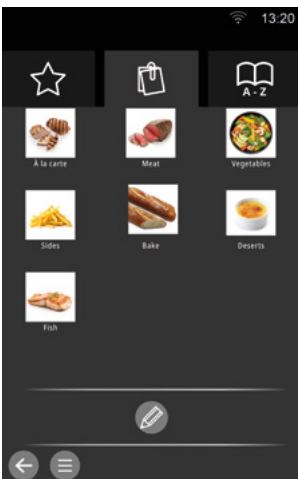 13:20
A - Z
À la carte
Meat
Vegetables
Sides
Bake
Deserts
Fish